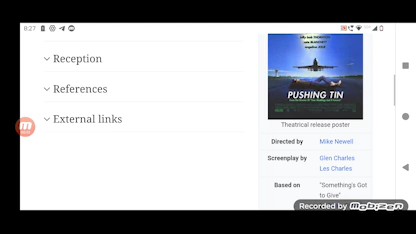 8:27
Reception
References
External links
PUSHING TIN
Theatrical release poster
Directed by
Mike Newell
Screenplay by
Glen Charles
Les Charles
Based on
"Something's Got
to Give"
Recorded by mobizen